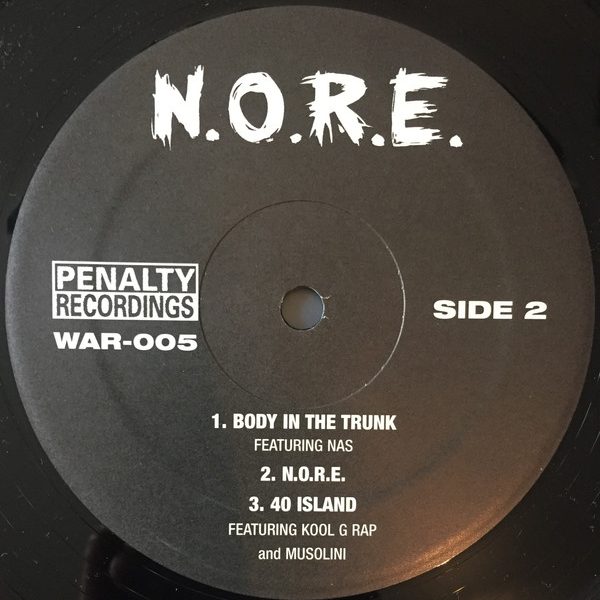 N.O.R.E.
PENALTY
RECORDINGS
WAR-005
SIDE 2
1. BODY IN THE TRUNK
FEATURING NAS
2. N.O.R.E.
3. 40 ISLAND
FEATURING KOOL G RAP
and MUSOLINI